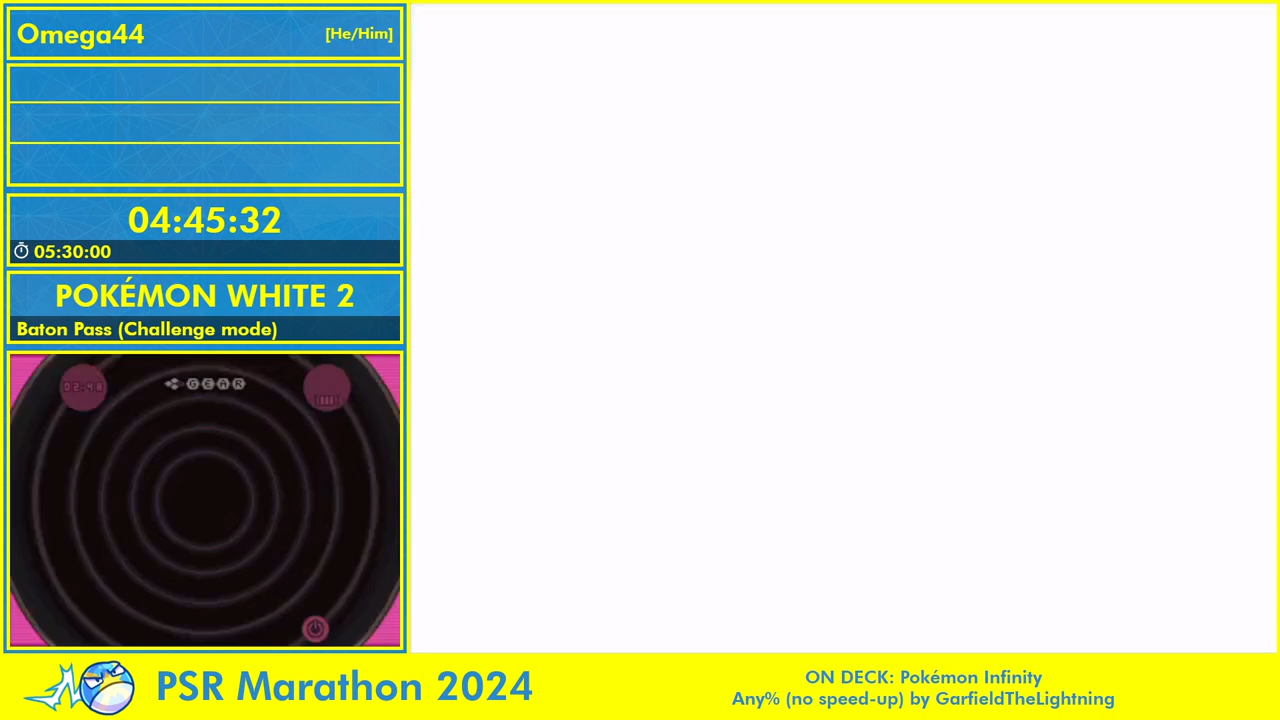 Omega44
[He/Him]
04:45:32
05:30:00
POKÉMON WHITE 2
Baton Pass (Challenge mode)
GEAR
PSR Marathon 2024
ON DECK: Pokémon Infinity
Any% (no speed-up) by GarfieldTheLightning